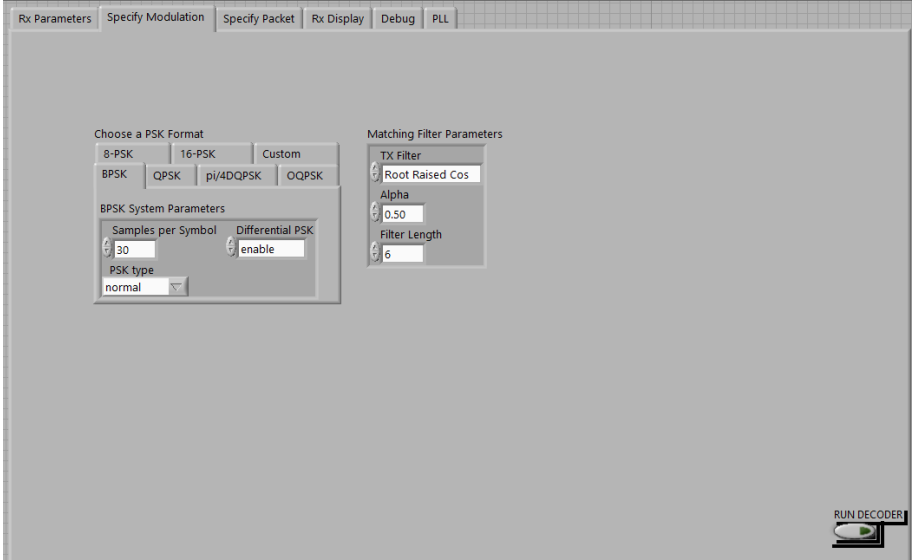 Rx Parameters Specify Modulation Specify Packet Rx Display Debug PLL
Choose a PSK Format
8-PSK 16-PSK Custom
BPSK QPSK pi/4DQPSK OQPSK
BPSK System Parameters
Samples per Symbol Differential PSK
30 enable
PSK type
normal
Matching Filter Parameters
TX Filter
Root Raised Cos
Alpha
0.50
Filter Length
6
RUN DECODER